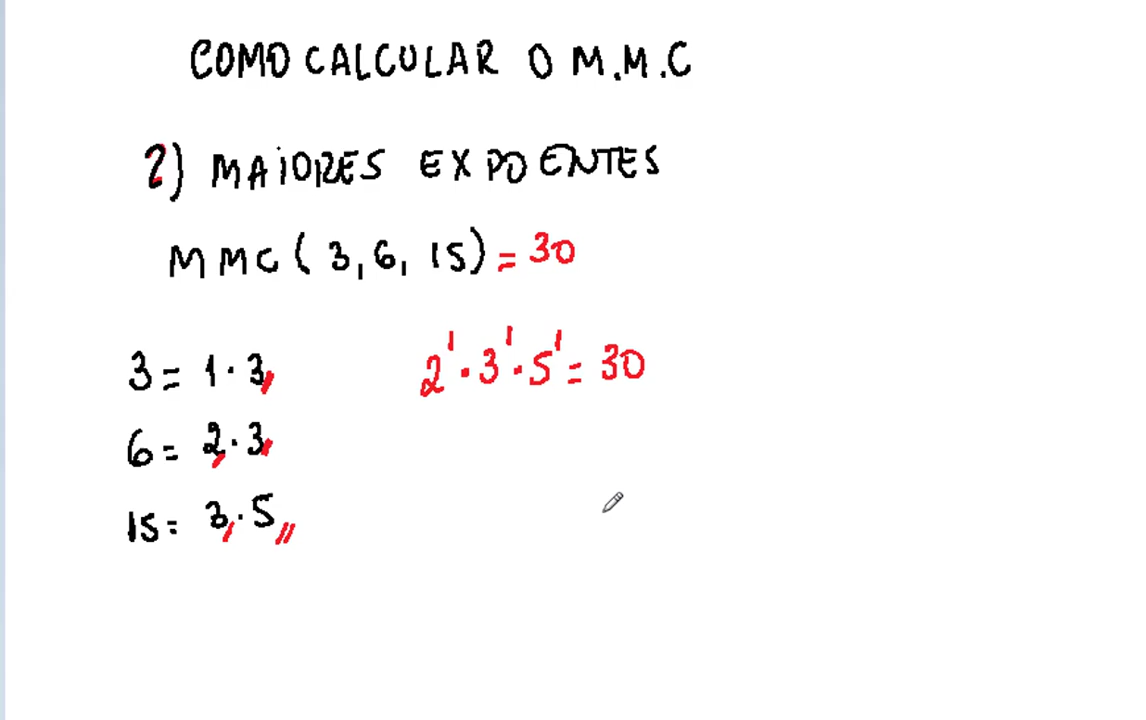 COMO CALCULAR O M.M.C
2) MAIORES EXPOENTES
MMC(3,6,15) = 30
3 = 1 · 3,
2¹ · 3¹ · 5¹ = 30
6 = 2, · 3,
15 = 3, · 5,,